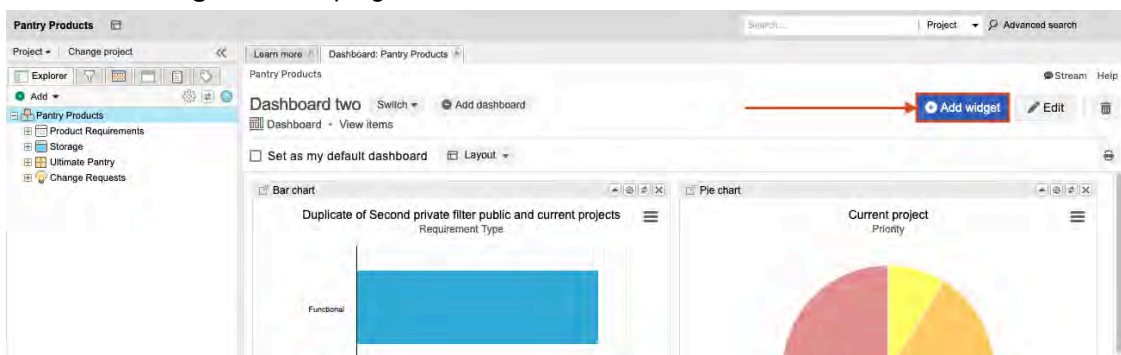 Pantry Products
Search...
Project
Advanced search
Project
Change project
Learn more
Dashboard: Pantry Products
Explorer
Pantry Products
Stream
Help
Add
Dashboard two
Switch
Add dashboard
Add widget
Edit
Pantry Products
Dashboard - View items
Product Requirements
Storage
Ultimate Pantry
Change Requests
Set as my default dashboard
Layout
Bar chart
Pie chart
Duplicate of Second private filter public and current projects
Requirement Type
Current project
Priority
Functional